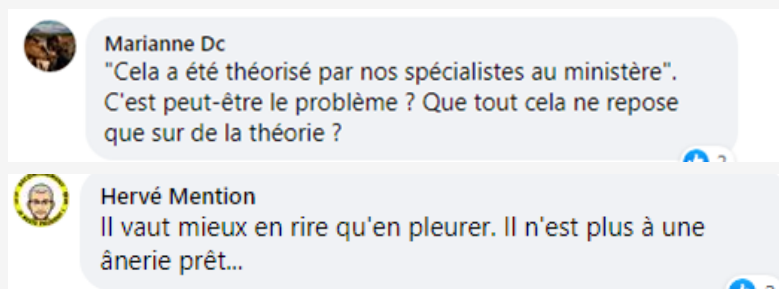 Marianne Dc
"Cela a été théorisé par nos spécialistes au ministère".
C'est peut-être le problème ? Que tout cela ne repose
que sur de la théorie ?
Hervé Mention
Il vaut mieux en rire qu'en pleurer. Il n'est plus à une
ânerie prêt...